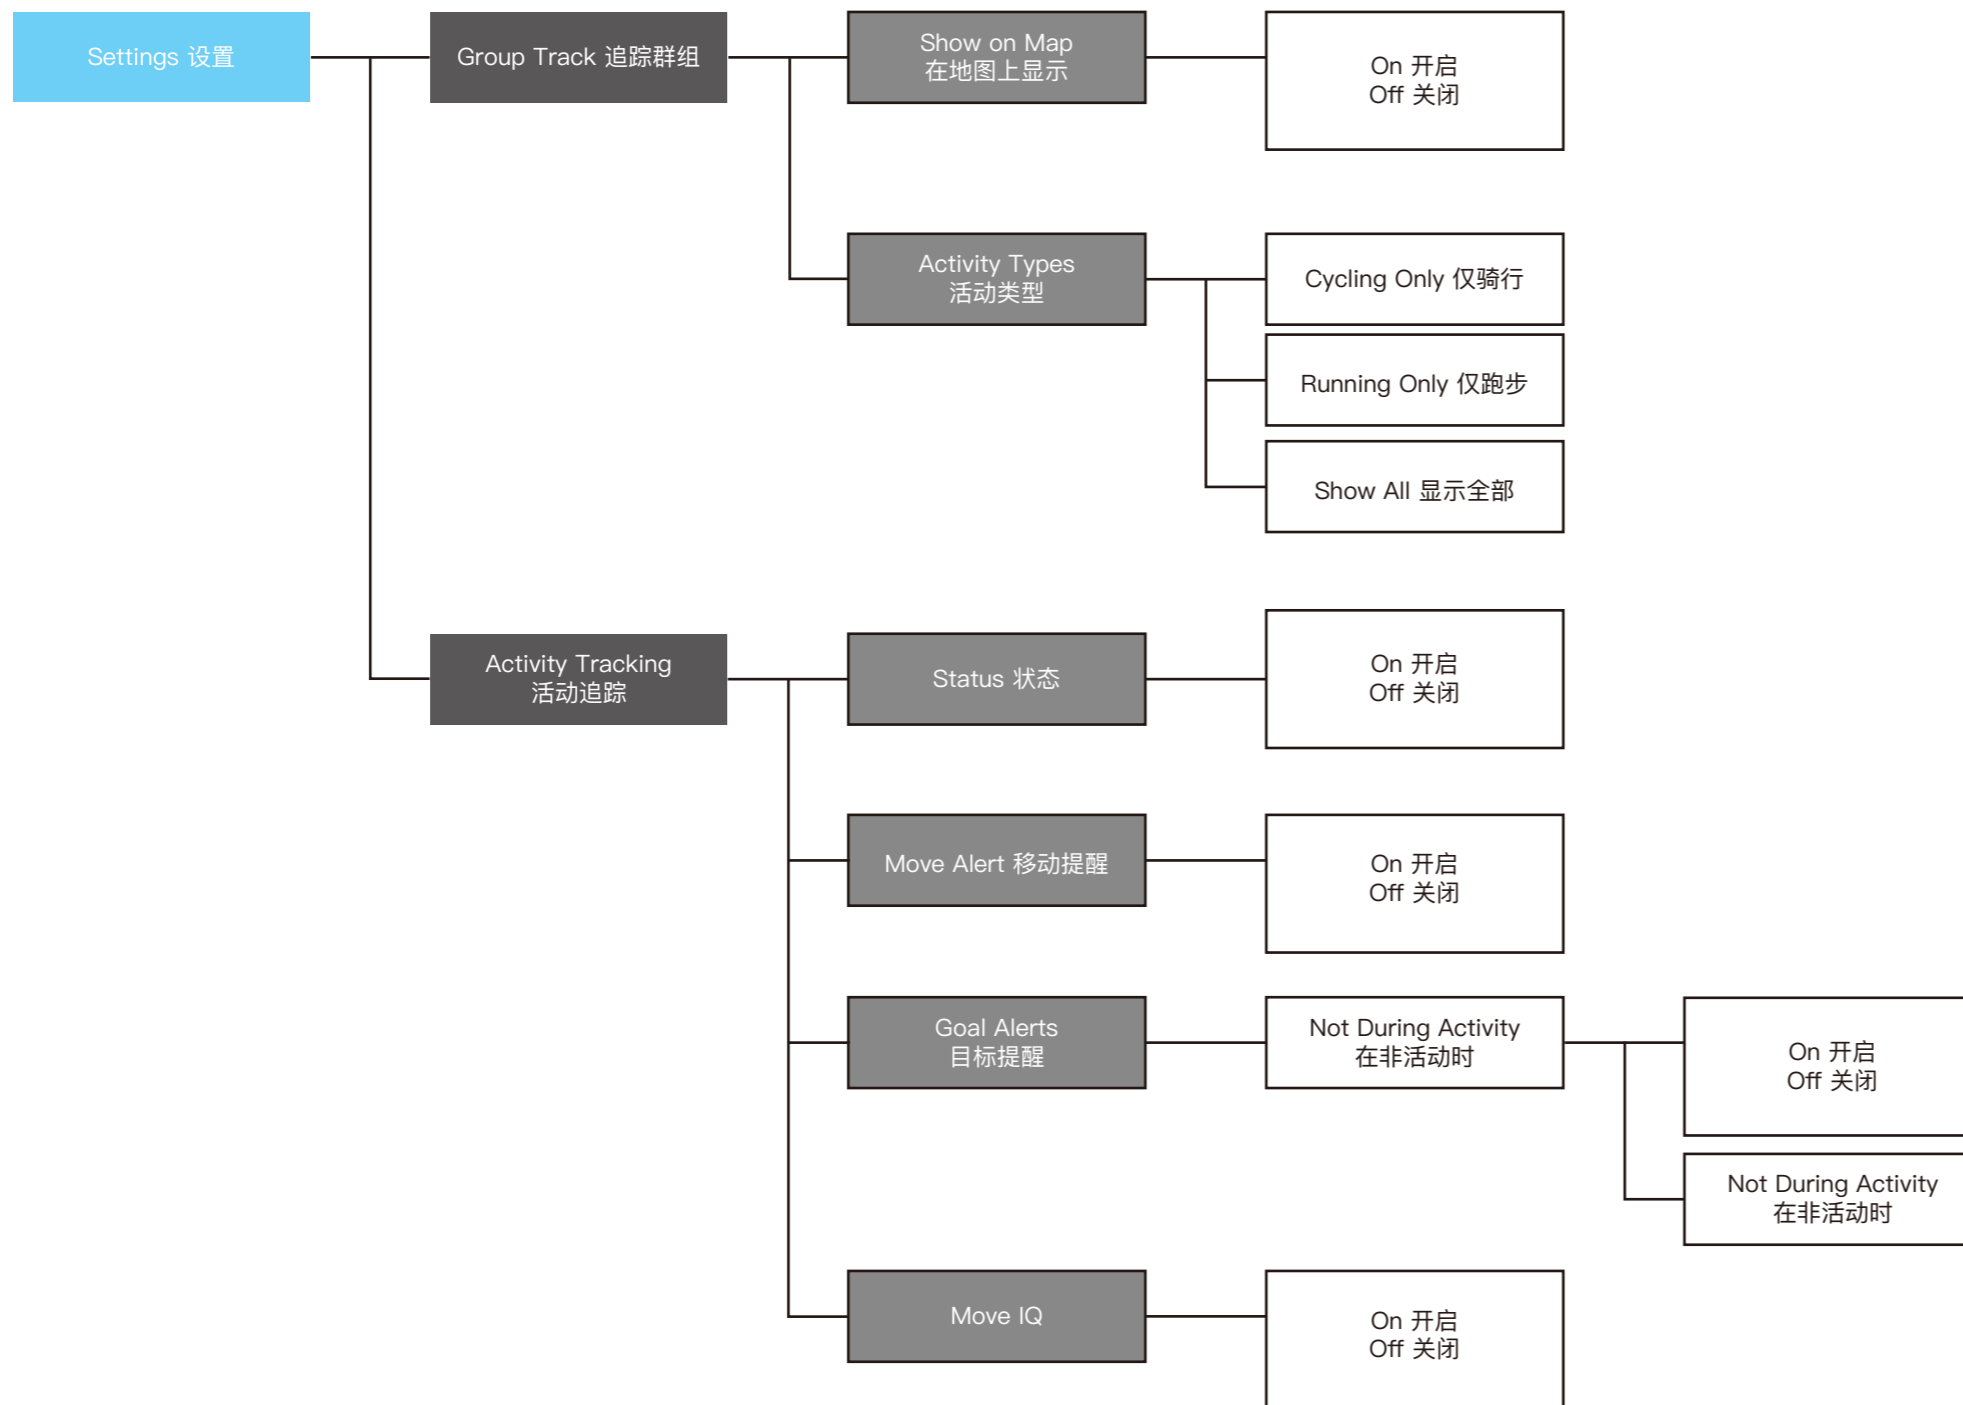 Settings 设置
Group Track 追踪群组
Show on Map
在地图上显示
On 开启
Off 关闭
Activity Types
活动类型
Cycling Only 仅骑行
Running Only 仅跑步
Show All 显示全部
Activity Tracking
活动追踪
Status 状态
On 开启
Off 关闭
Move Alert 移动提醒
On 开启
Off 关闭
Goal Alerts
目标提醒
Not During Activity
在非活动时
On 开启
Off 关闭
Not During Activity
在非活动时
Move IQ
On 开启
Off 关闭